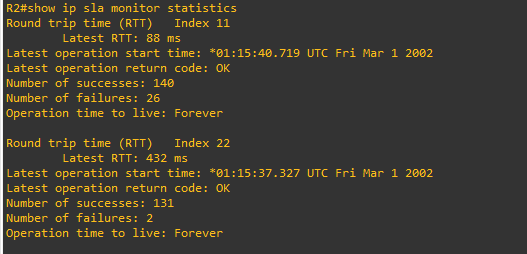 R2#show ip sla monitor statistics
Round trip time (RTT)   Index 11
        Latest RTT: 88 ms
Latest operation start time: *01:15:40.719 UTC Fri Mar 1 2002
Latest operation return code: OK
Number of successes: 140
Number of failures: 26
Operation time to live: Forever

Round trip time (RTT)   Index 22
        Latest RTT: 432 ms
Latest operation start time: *01:15:37.327 UTC Fri Mar 1 2002
Latest operation return code: OK
Number of successes: 131
Number of failures: 2
Operation time to live: Forever